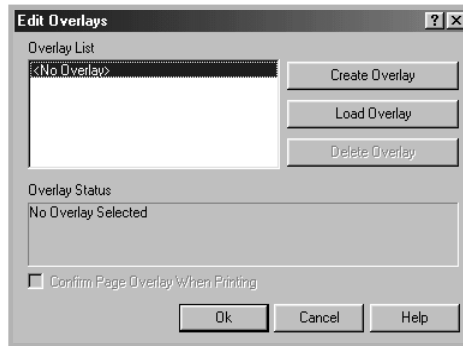 Edit Overlays
Overlay List
<No Overlay>
Create Overlay
Load Overlay
Delete Overlay
Overlay Status
No Overlay Selected
Confirm Page Overlay When Printing
Ok Cancel Help